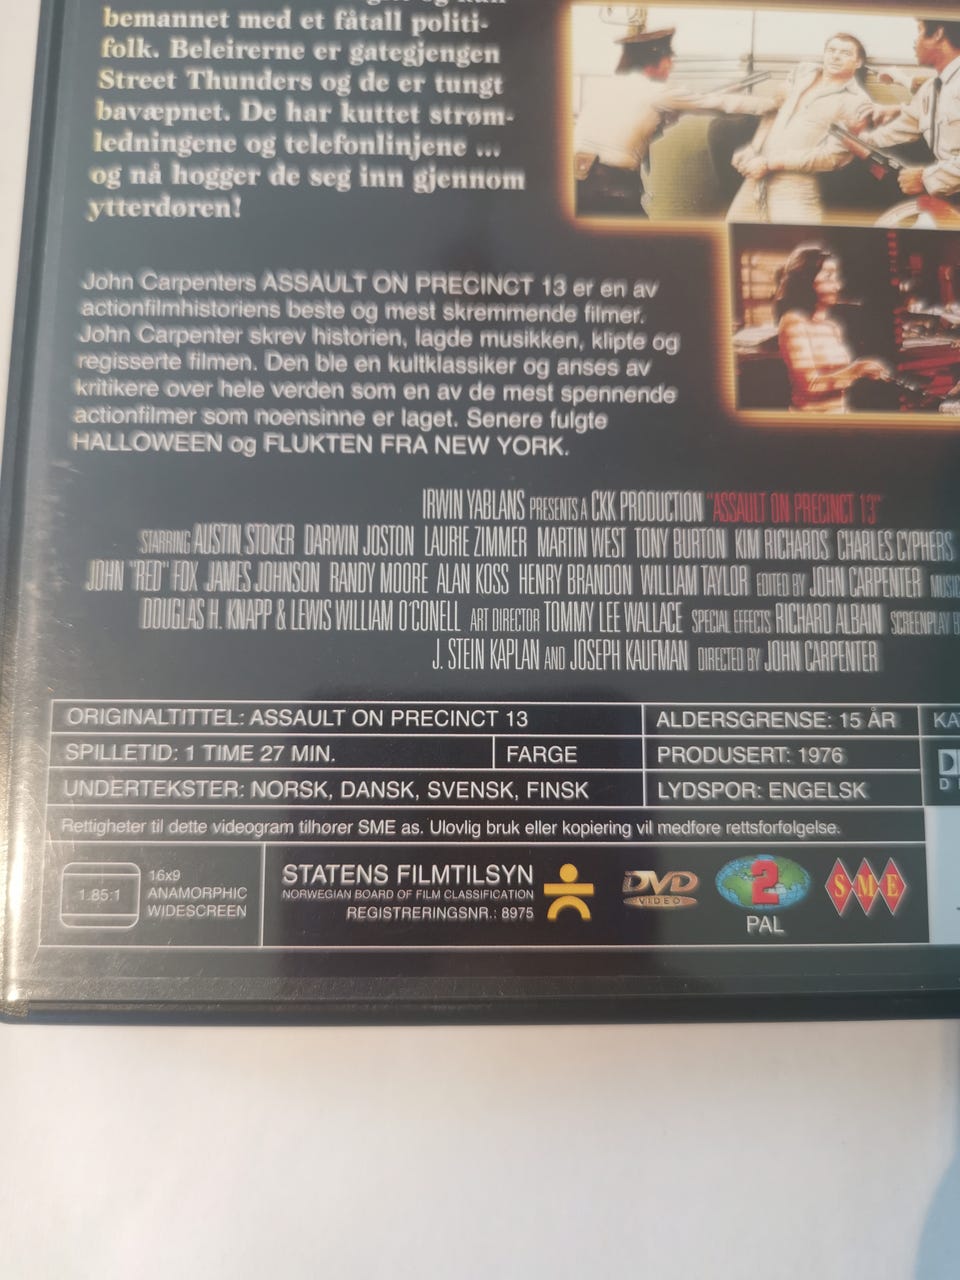 bemannet med et fåtall politi-
folk. Beleirerne er gategjengen
Street Thunders og de er tungt
bavæpnet. De har kuttet strøm-
ledningene og telefonlinjene ...
og nå hogger de seg inn gjennom
ytterdøren!
John Carpenters ASSAULT ON PRECINCT 13 er en av
actionfilmhistoriens beste og mest skremmende filmer.
John Carpenter skrev historien, lagde musikken, klipte og
regisserte filmen. Den ble en kultklassiker og anses av
kritikere over hele verden som en av de mest spennende
actionfilmer som noensinne er laget. Senere fulgte
HALLOWEEN og FLUKTEN FRA NEW YORK.
IRWIN YABLANS PRESENTS A CKK PRODUCTION "ASSAULT ON PRECINCT 13"
STARRING AUSTIN STOKER DARWIN JOSTON LAURIE ZIMMER MARTIN WEST TONY BURTON KIM RICHARDS CHARLES CYPHERS
JOHN "RED" FOX JAMES JOHNSON RANDY MOORE ALAN KOSS HENRY BRANDON WILLIAM TAYLOR EDITED BY JOHN CARPENTER
DOUGLAS H. KNAPP & LEWIS WILLIAM O'CONELL ART DIRECTOR TOMMY LEE WALLACE SPECIAL EFFECTS RICHARD ALBAIN SCREENPLAY
J. STEIN KAPLAN AND JOSEPH KAUFMAN DIRECTED BY JOHN CARPENTER
ORIGINALTITTEL: ASSAULT ON PRECINCT 13 ALDERSGRENSE: 15 ÅR
SPILLETID: 1 TIME 27 MIN. FARGE PRODUSERT: 1976
UNDERTEKSTER: NORSK, DANSK, SVENSK, FINSK LYDSPOR: ENGELSK
Rettigheter til dette videogram tilhører SME as. Ulovlig bruk eller kopiering vil medføre rettsforfølgelse.
1.85:1
16x9
ANAMORPHIC
WIDESCREEN
STATENS FILMTILSYN
NORWEGIAN BOARD OF FILM CLASSIFICATION
REGISTRERINGSNR.: 8975
DVD
VIDEO
2
PAL
SME